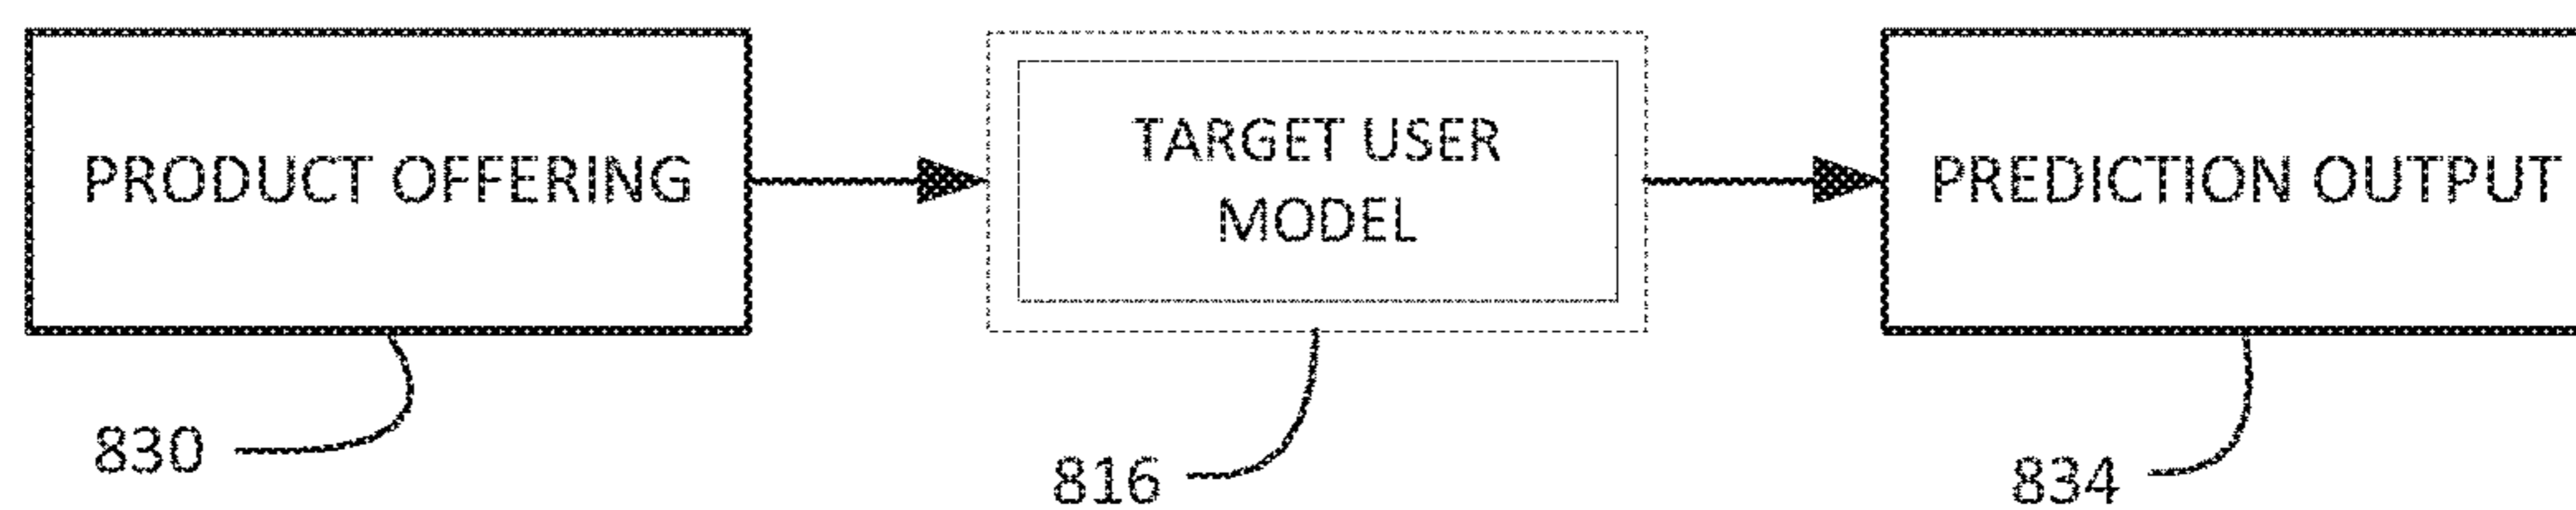 PRODUCT OFFERING
TARGET USER
MODEL
PREDICTION OUTPUT
830
816
834